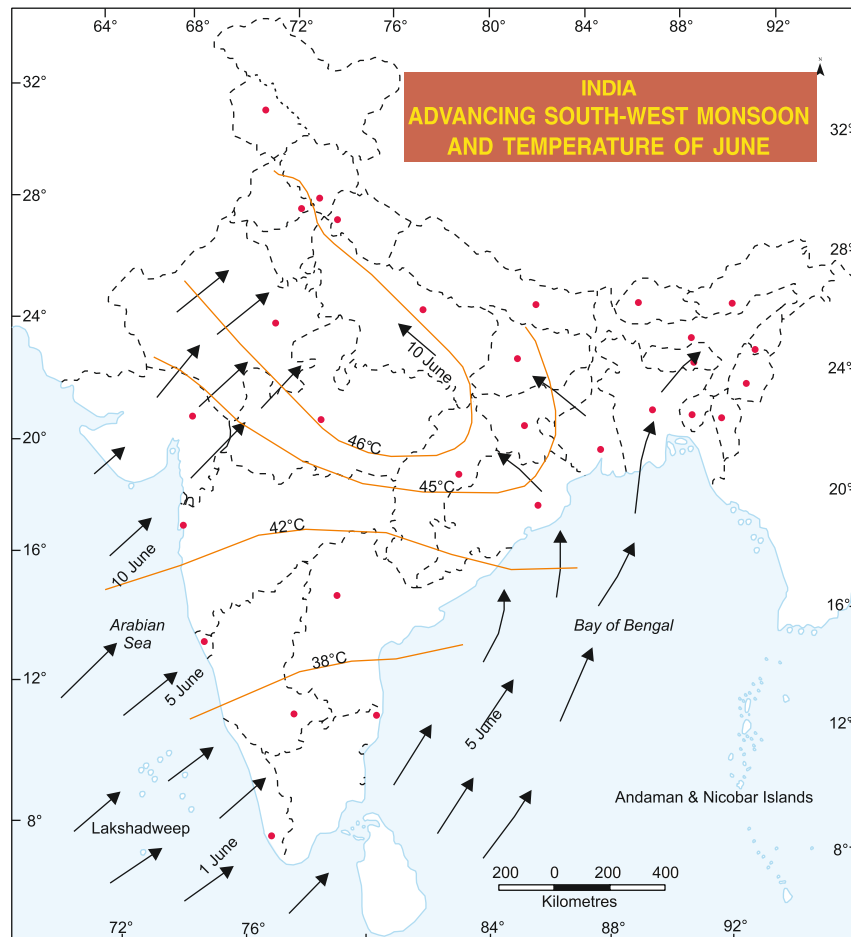 64° 68° 72° 76° 80° 84° 88° 92°
N
INDIA
ADVANCING SOUTH-WEST MONSOON
AND TEMPERATURE OF JUNE
32°
32°
28°
28°
24°
24°
10 June
20°
46°C
45°C
20°
42°C
16°
10 June
16°
Arabian
Sea
Bay of Bengal
38°C
12°
5 June
5 June
12°
Andaman & Nicobar Islands
8°
Lakshadweep
1 June
8°
200 0 200 400
Kilometres
72° 76° 84° 88° 92°